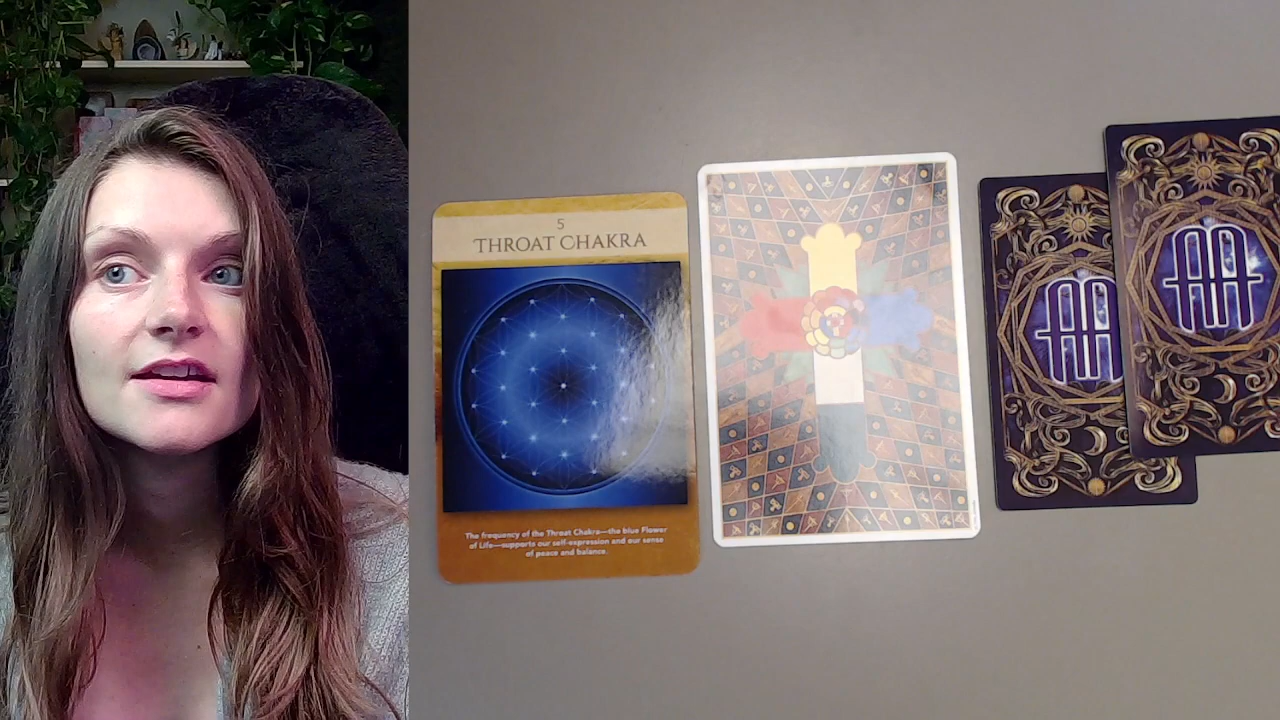 5
THROAT CHAKRA
The frequency of the Throat Chakra—the blue Flower
of Life—supports our self-expression and our sense
of peace and balance.